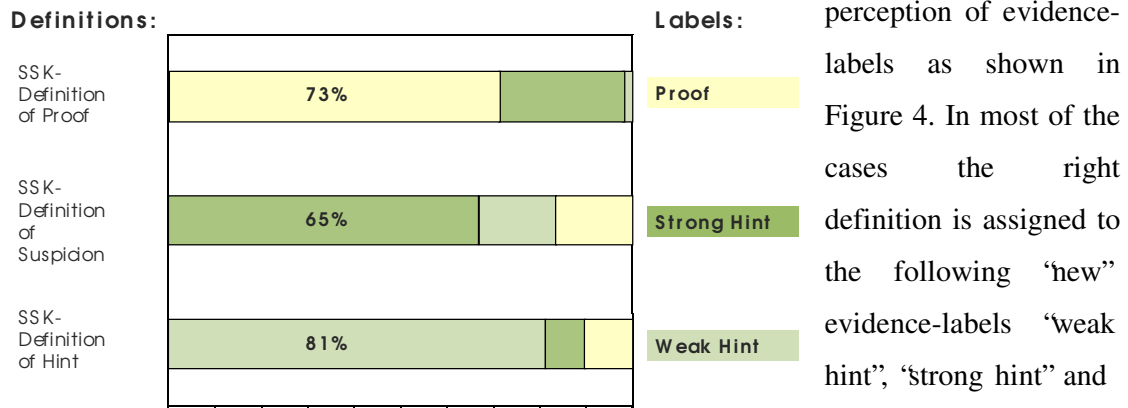 Definitions:
Labels:
SSK-
Definition
of Proof
73%
Proof
SSK-
Definition
of
Suspicion
65%
Strong Hint
SSK-
Definition
of Hint
81%
Weak Hint
perception of evidence-
labels as shown in
Figure 4. In most of the
cases the right
definition is assigned to
the following “new”
evidence-labels “weak
hint”, “strong hint” and